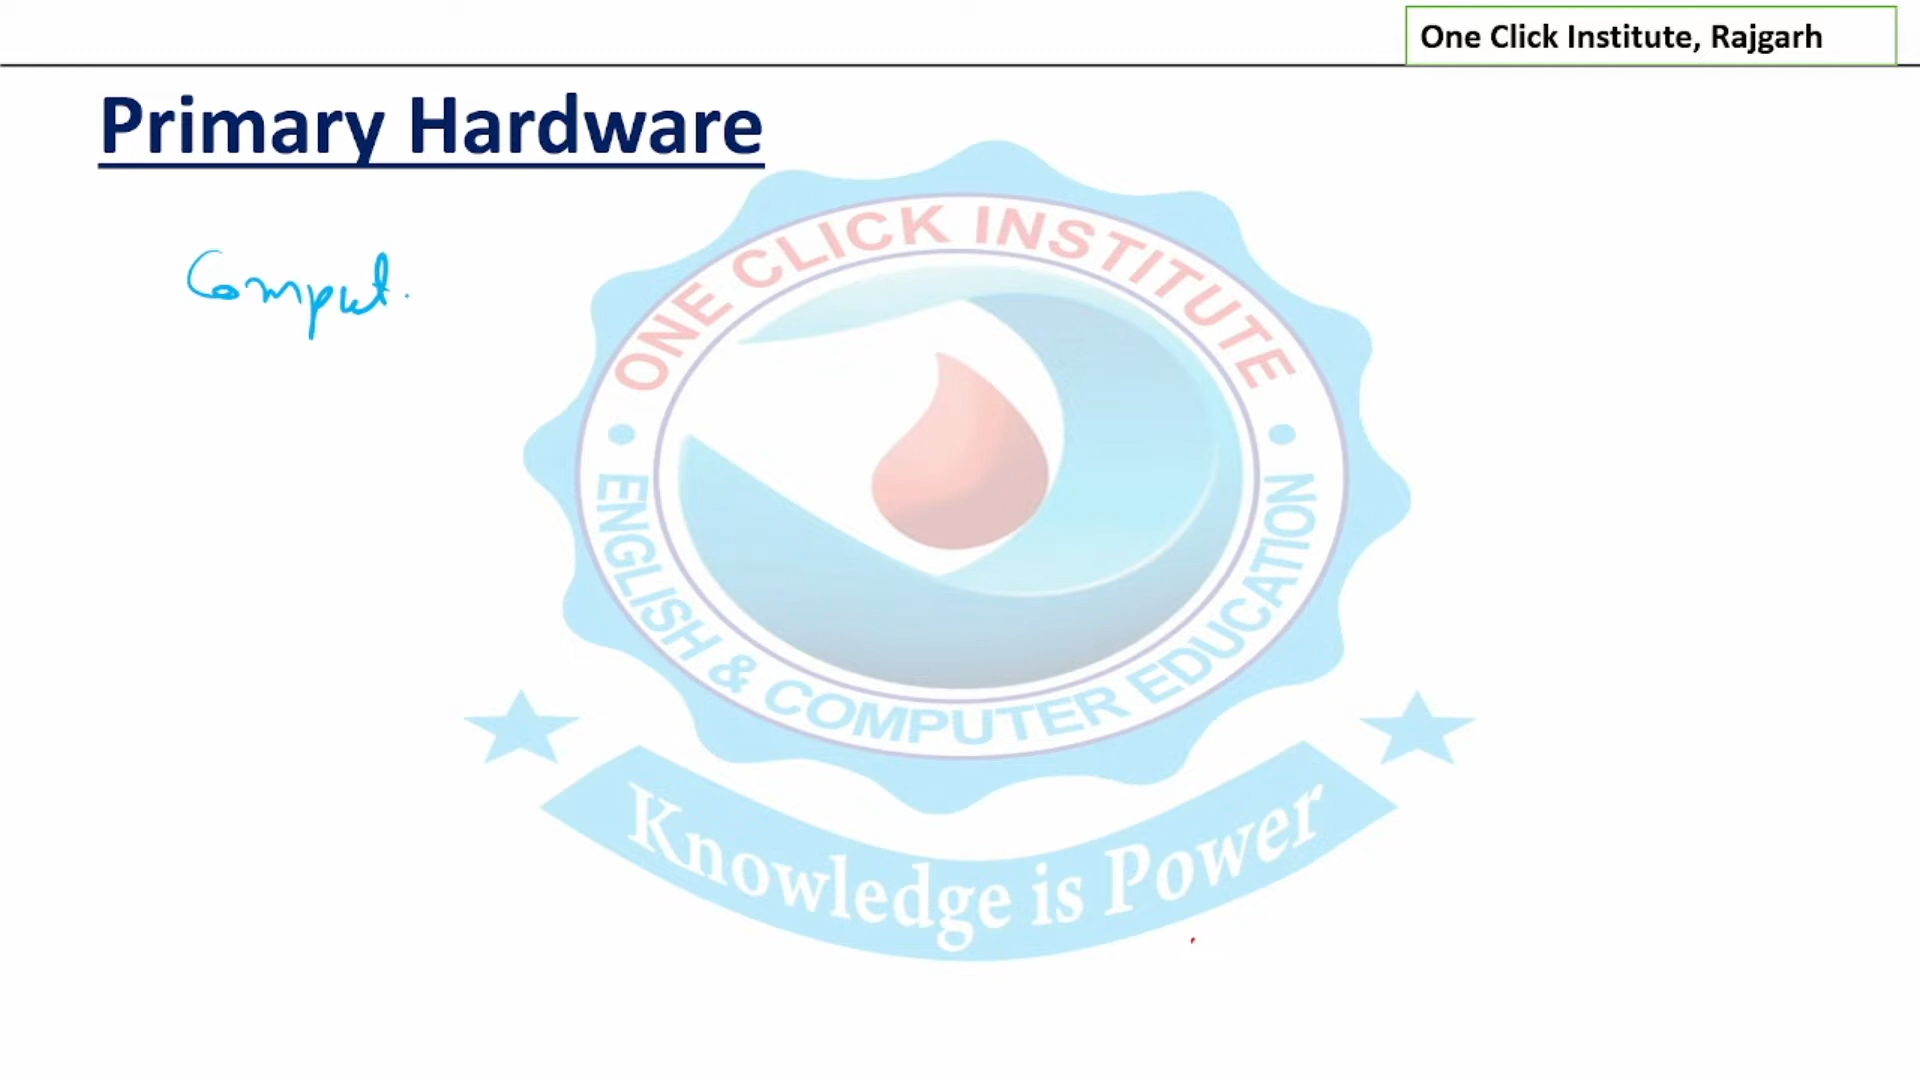 One Click Institute, Rajgarh
Primary Hardware
Comput.
ONE CLICK INSTITUTE
ENGLISH & COMPUTER EDUCATION
Knowledge is Power